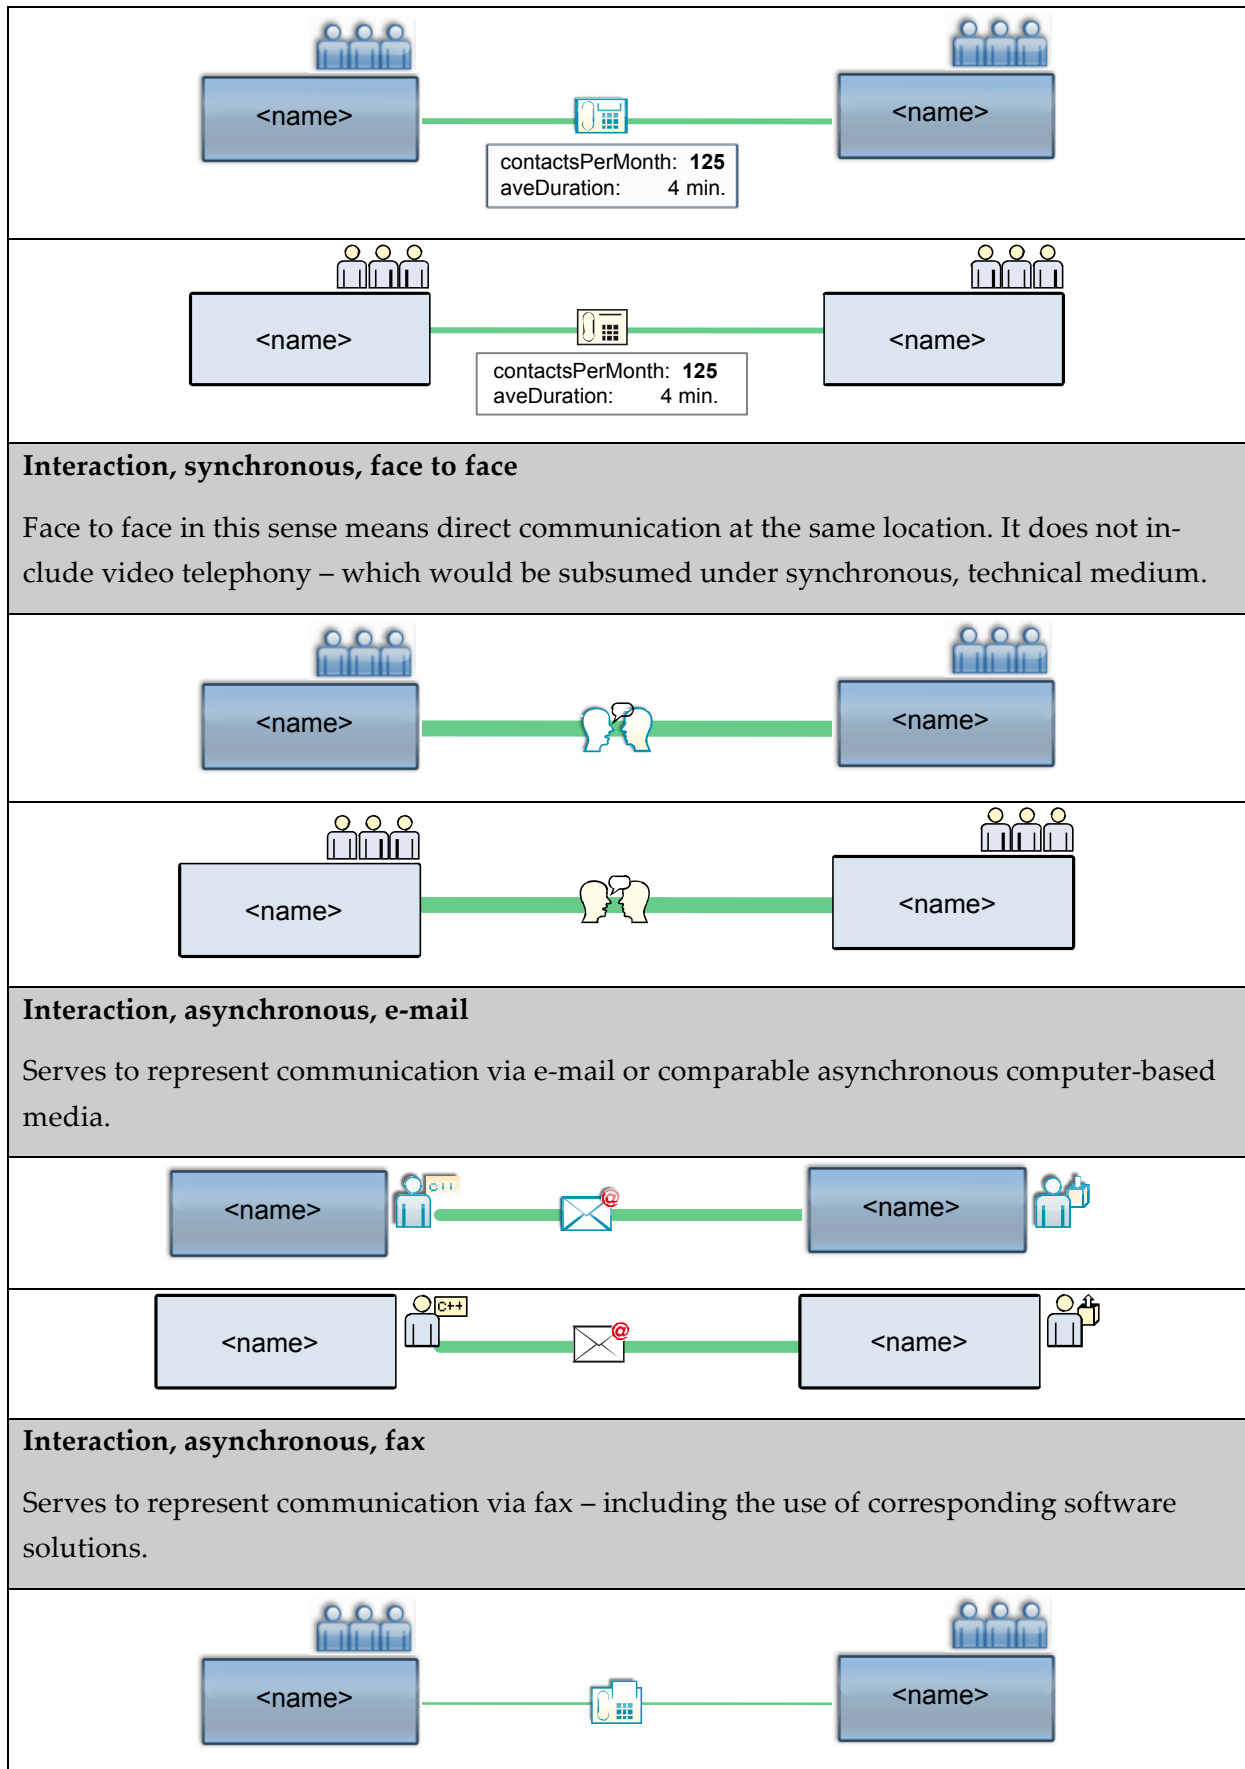 <name>
<name>
contactsPerMonth: 125
aveDuration: 4 min.
<name>
<name>
contactsPerMonth: 125
aveDuration: 4 min.
Interaction, synchronous, face to face
Face to face in this sense means direct communication at the same location. It does not in-
clude video telephony – which would be subsumed under synchronous, technical medium.
<name>
<name>
<name>
<name>
Interaction, asynchronous, e-mail
Serves to represent communication via e-mail or comparable asynchronous computer-based
media.
<name>
C++
@
<name>
<name>
C++
@
<name>
Interaction, asynchronous, fax
Serves to represent communication via fax – including the use of corresponding software
solutions.
<name>
<name>